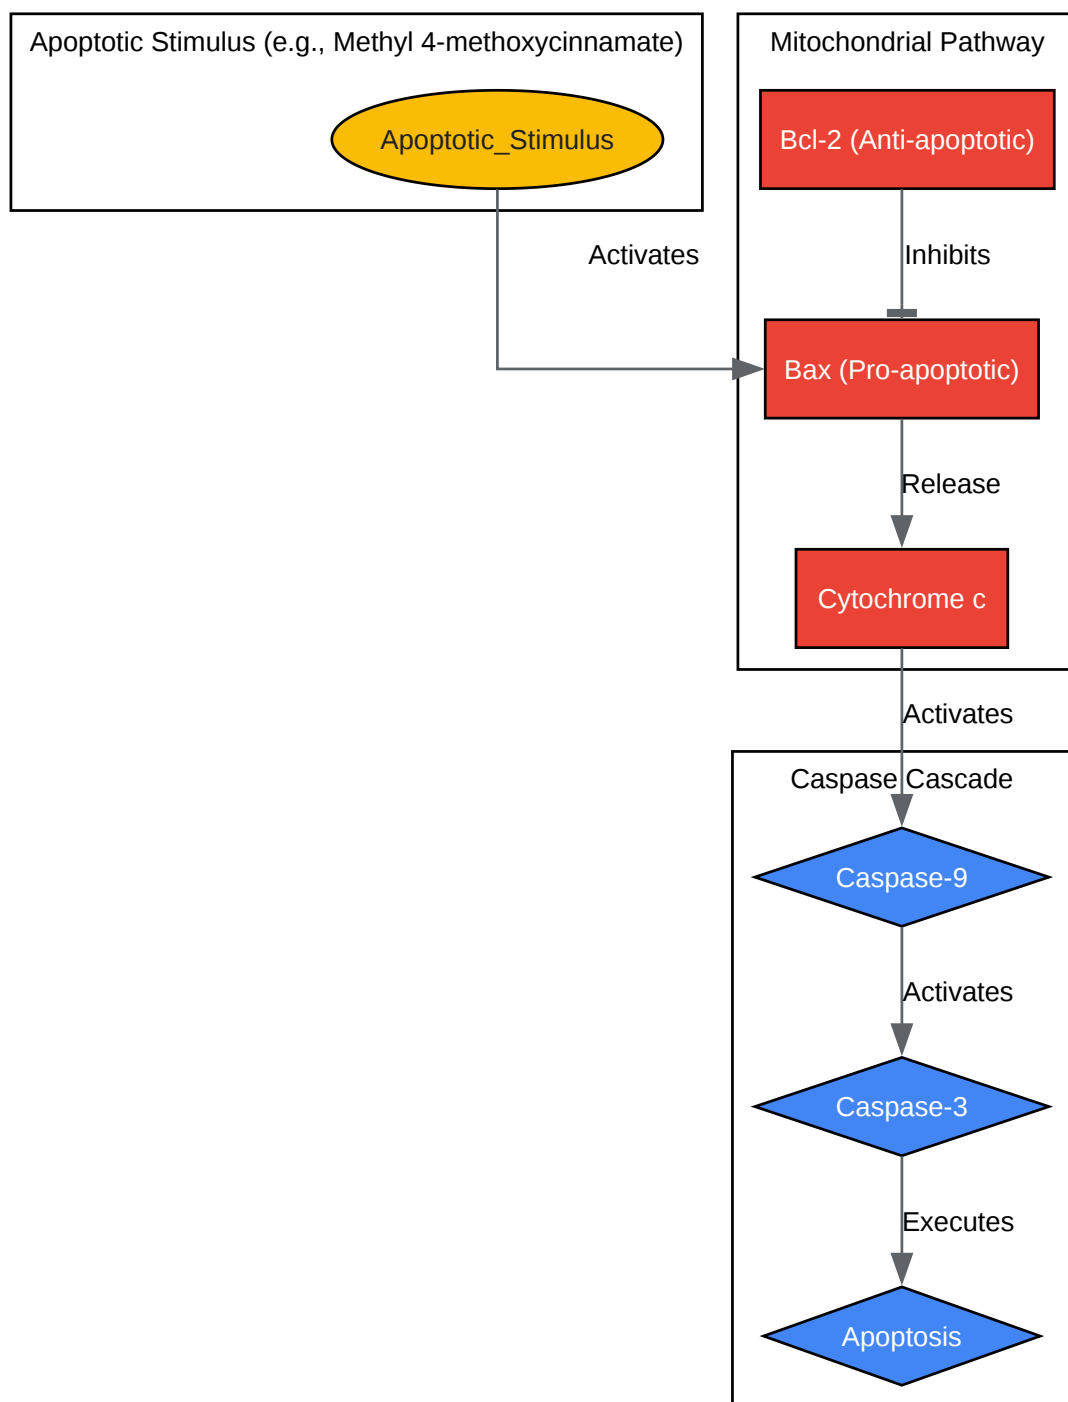 Apoptotic Stimulus (e.g., Methyl 4-methoxycinnamate)
Apoptotic_Stimulus
Mitochondrial Pathway
Bcl-2 (Anti-apoptotic)
Activates
Inhibits
Bax (Pro-apoptotic)
Release
Cytochrome c
Activates
Caspase Cascade
Caspase-9
Activates
Caspase-3
Executes
Apoptosis